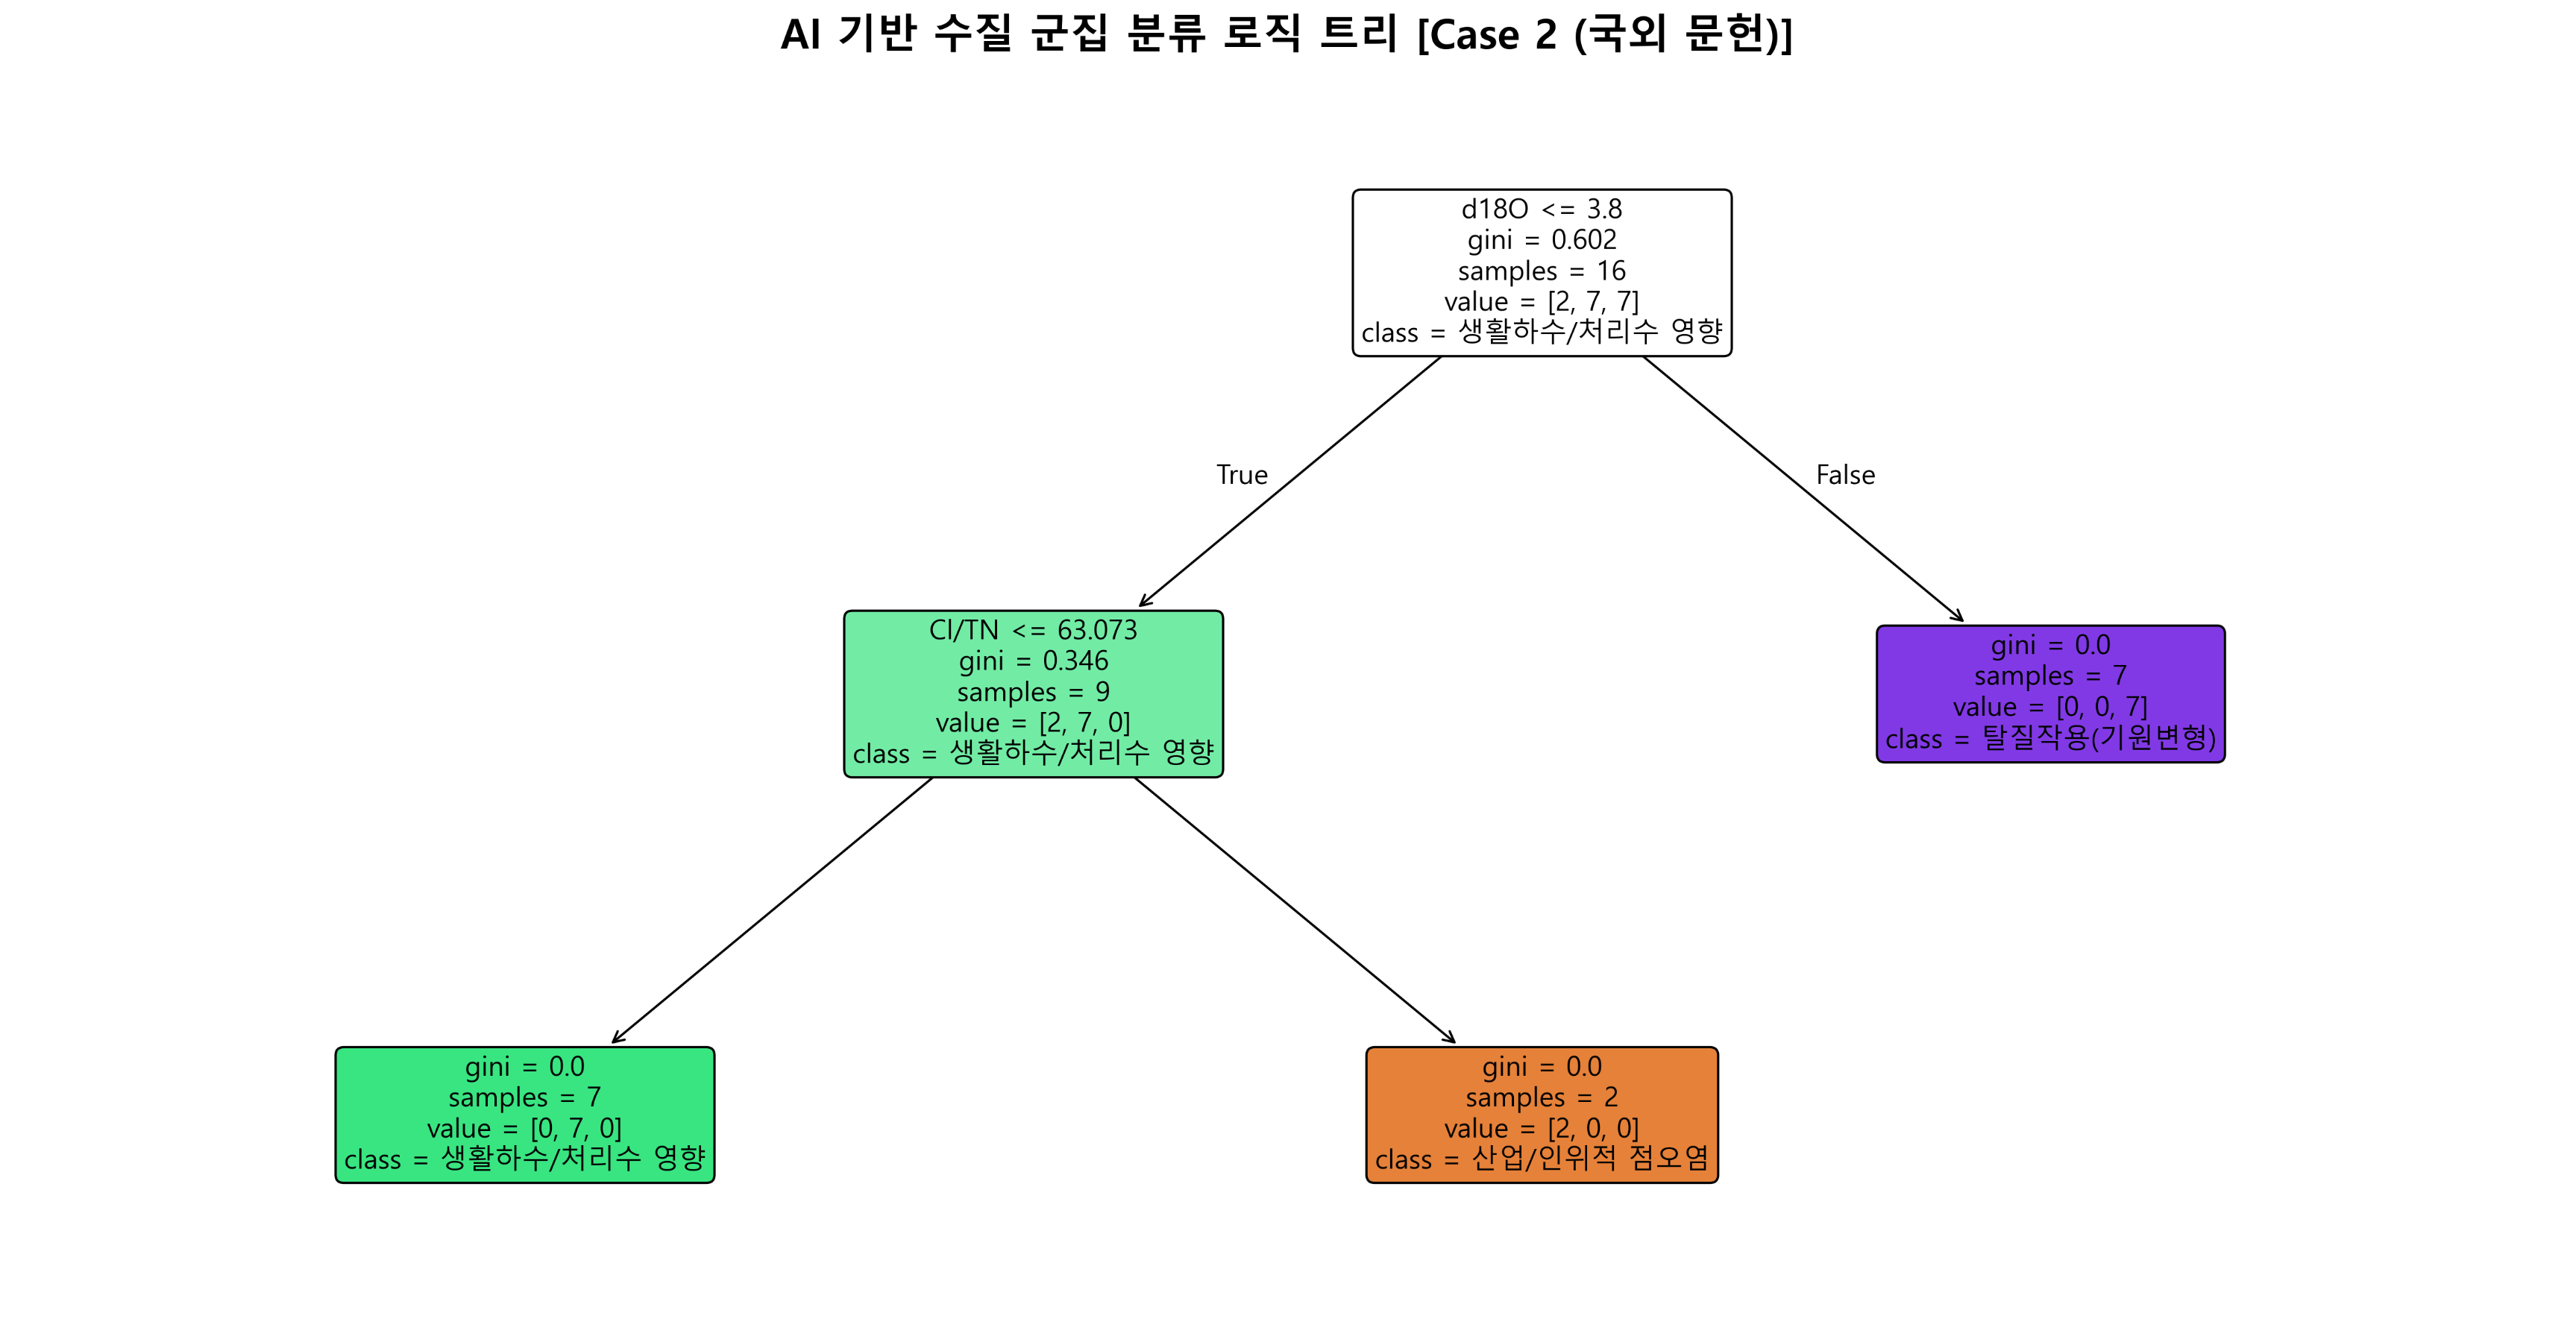 AI 기반 수질 군집 분류 로직 트리 [Case 2 (국외 문헌)]
d18O <= 3.8
gini = 0.602
samples = 16
value = [2, 7, 7]
class = 생활하수/처리수 영향
True
False
Cl/TN <= 63.073
gini = 0.346
samples = 9
value = [2, 7, 0]
class = 생활하수/처리수 영향
gini = 0.0
samples = 7
value = [0, 0, 7]
class = 탈질작용(기원변형)
gini = 0.0
samples = 7
value = [0, 7, 0]
class = 생활하수/처리수 영향
gini = 0.0
samples = 2
value = [2, 0, 0]
class = 산업/인위적 점오염